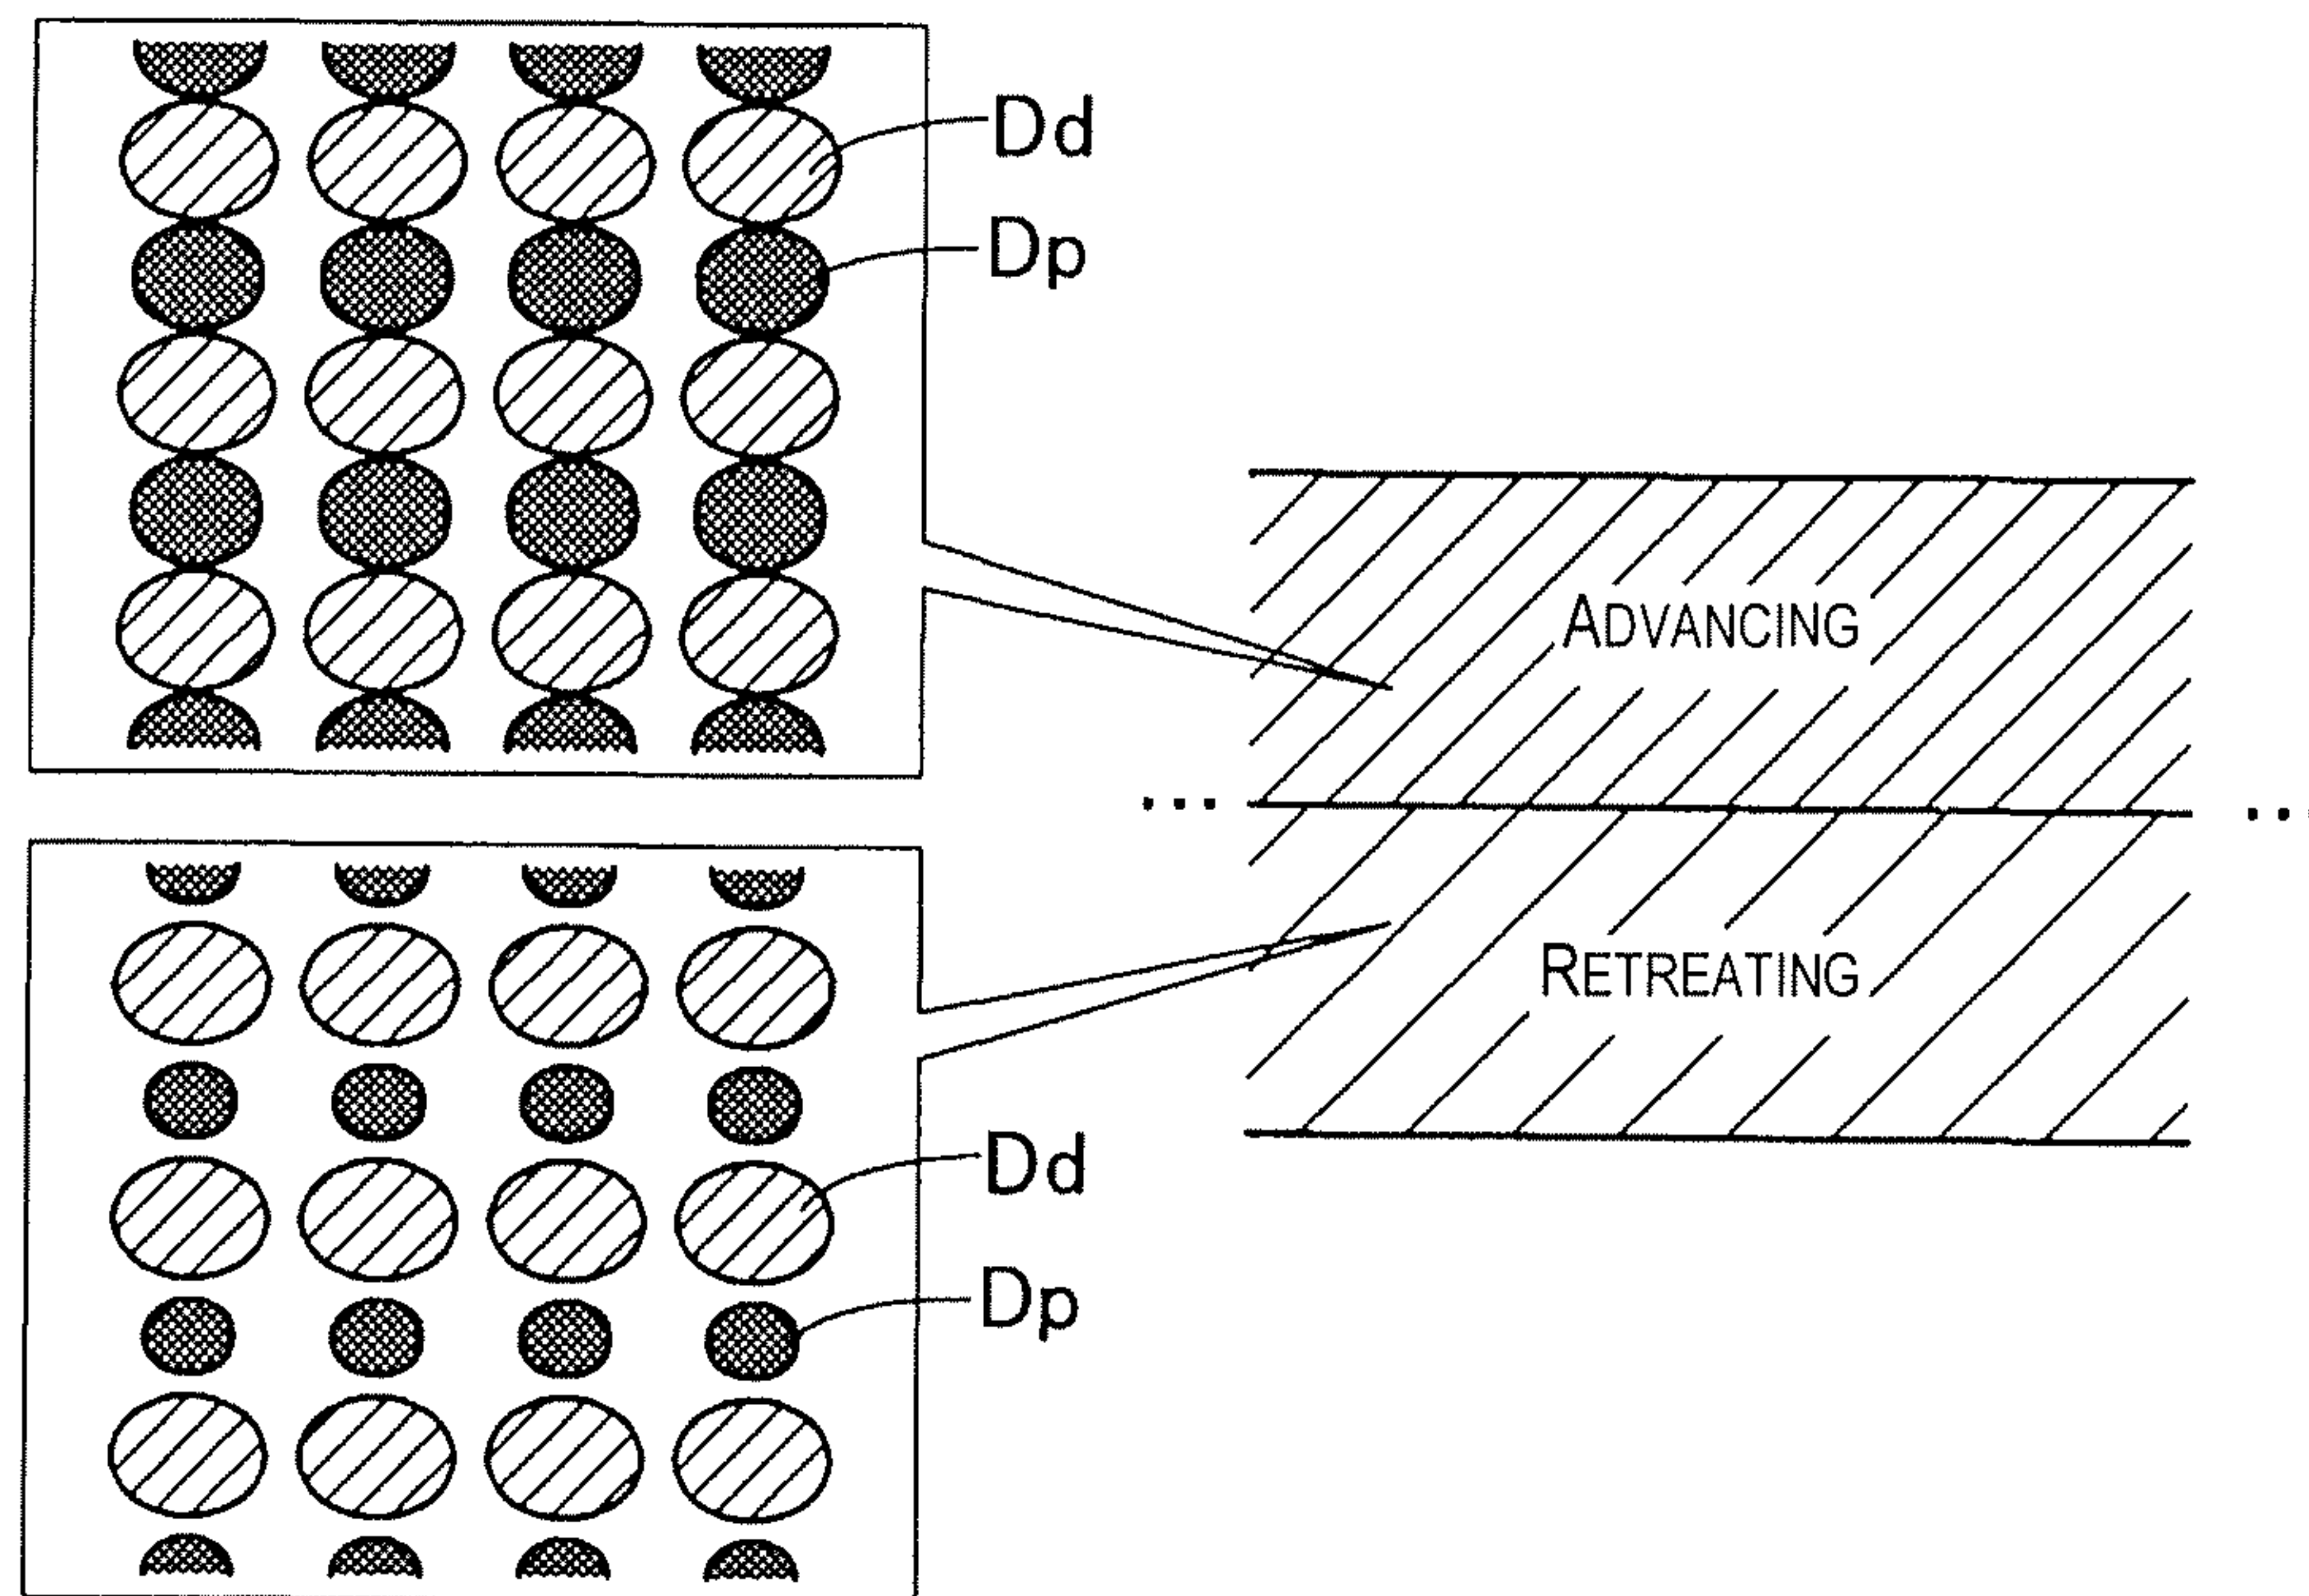 Dd
Dp
ADVANCING
...
...
RETREATING
Dd
Dp